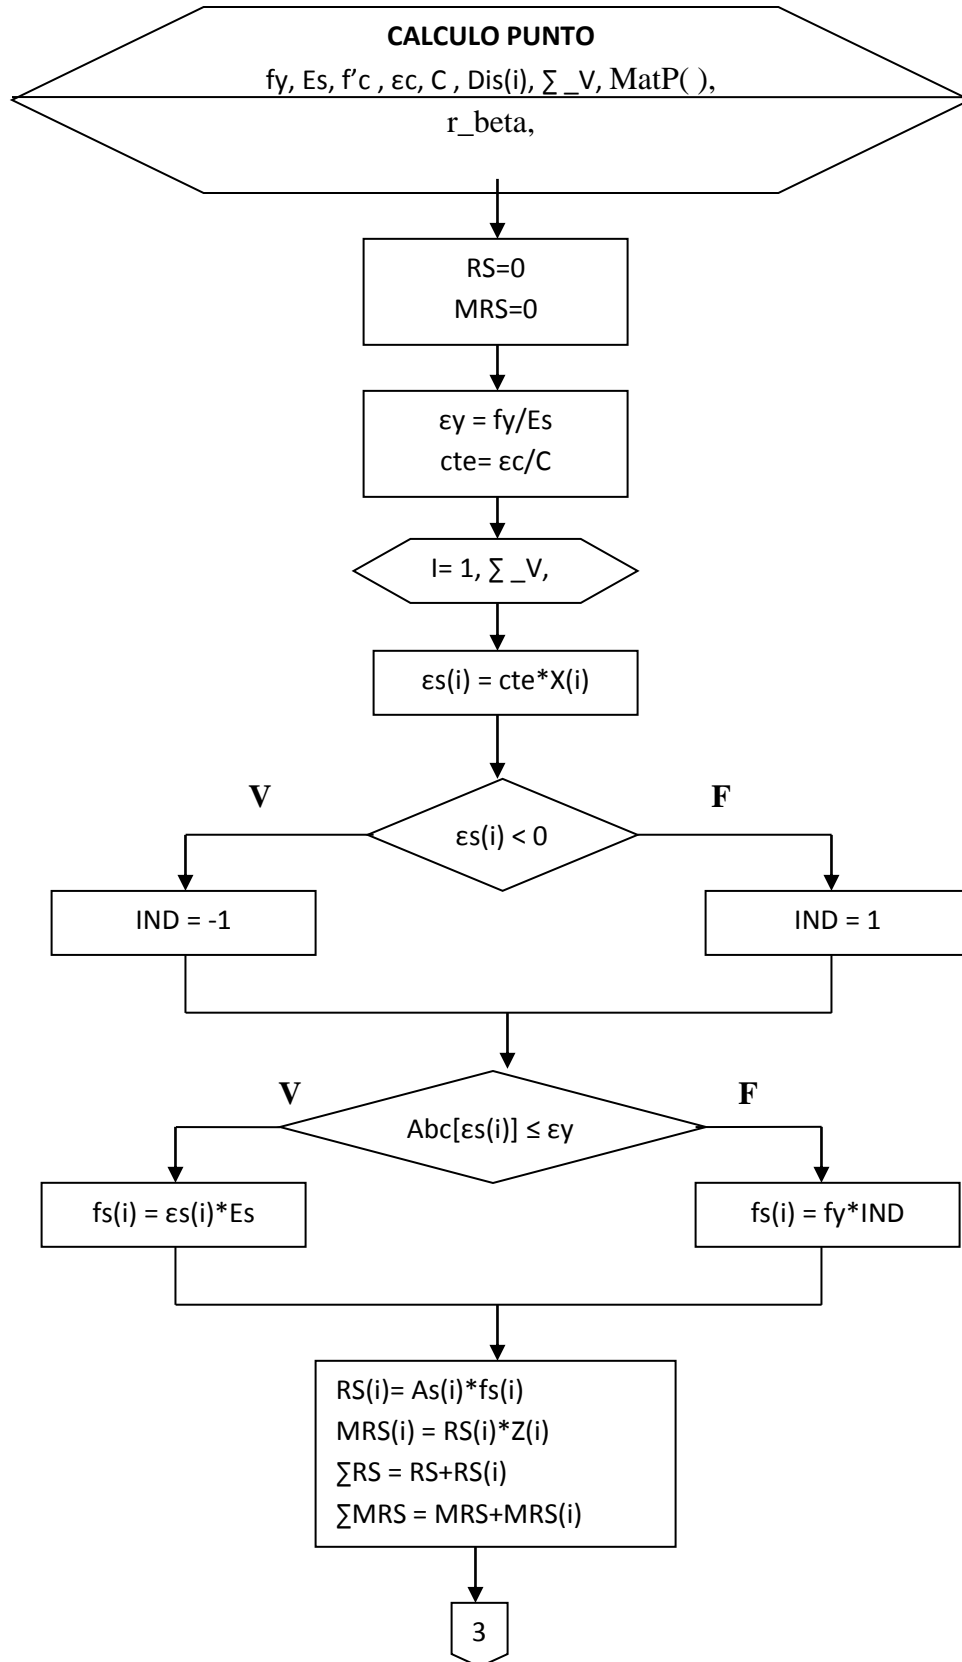 CALCULO PUNTO
fy, Es, f'c , εc, C , Dis(i), ∑ _V, MatP( ),
r_beta,
RS=0
MRS=0
εy = fy/Es
cte= εc/C
I= 1, ∑ _V,
εs(i) = cte*X(i)
V
F
εs(i) < 0
IND = -1
IND = 1
V
F
Abc[εs(i)] ≤ εy
fs(i) = εs(i)*Es
fs(i) = fy*IND
RS(i)= As(i)*fs(i)
MRS(i) = RS(i)*Z(i)
∑RS = RS+RS(i)
∑MRS = MRS+MRS(i)
3